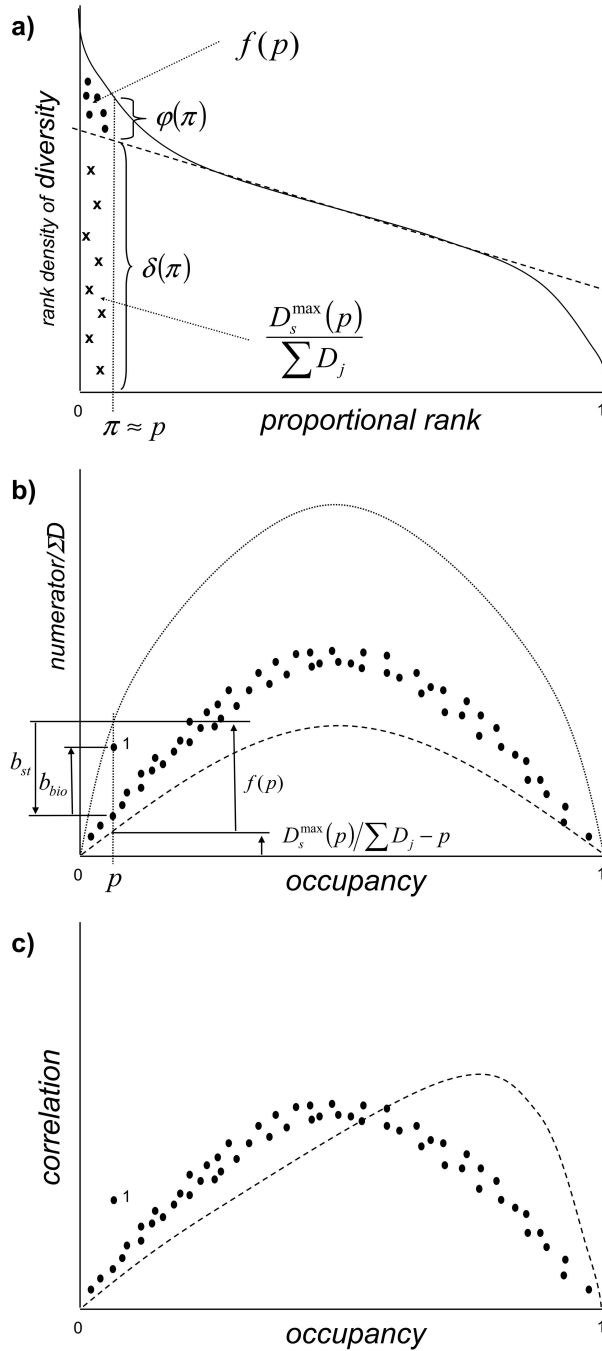 a)
f(p)
φ(π)
rank density of diversity
x
x
x
x
x
x
x
x
δ(π)
D_s^max(p)
∑ D_j
0
1
π ≈ p
proportional rank
b)
numerator/ΣD
1
b_st
b_bio
f(p)
D_s^max(p)/∑ D_j − p
0
1
p
occupancy
c)
correlation
1
0
1
occupancy